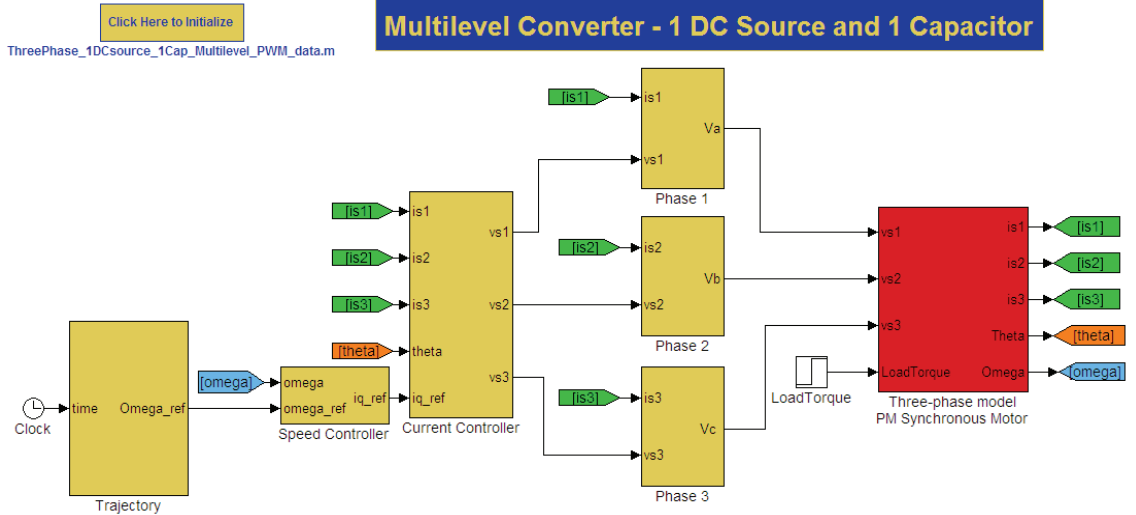 Click Here to Initialize
ThreePhase_1DCsource_1Cap_Multilevel_PWM_data.m
Multilevel Converter - 1 DC Source and 1 Capacitor
[is1]
is1
Va
vs1
Phase 1
[is1]
is1
vs1
[is2]
is2
[is3]
is3
vs2
[theta]
theta
vs3
iq_ref
Current Controller
[is2]
is2
Vb
vs2
Phase 2
[is3]
is3
Vc
vs3
Phase 3
vs1
is1
[is1]
vs2
is2
[is2]
is3
[is3]
vs3
Theta
[theta]
LoadTorque
LoadTorque
Omega
[omega]
Three-phase model
PM Synchronous Motor
[omega]
omega
omega_ref
iq_ref
Speed Controller
Clock
time
Omega_ref
Trajectory